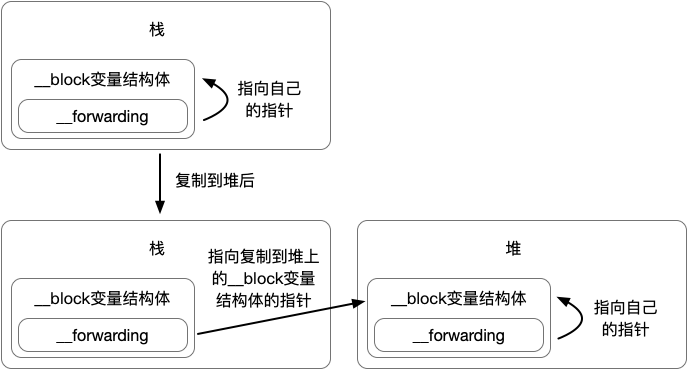 栈
__block变量结构体
__forwarding
指向自己
的指针
复制到堆后
栈
__block变量结构体
__forwarding
指向复制到堆上
的__block变量
结构体的指针
堆
__block变量结构体
__forwarding
指向自己
的指针